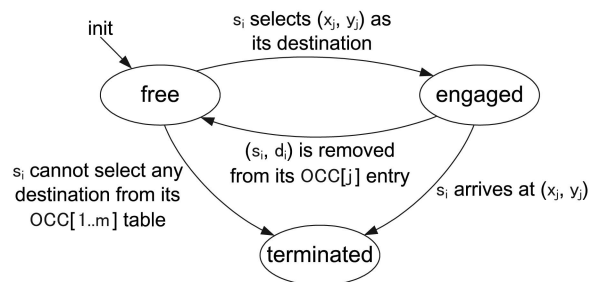 init
sᵢ selects (xⱼ, yⱼ) as
its destination
free
engaged
(sᵢ, dᵢ) is removed
from its OCC[j] entry
sᵢ cannot select any
destination from its
OCC[1..m] table
sᵢ arrives at (xⱼ, yⱼ)
terminated